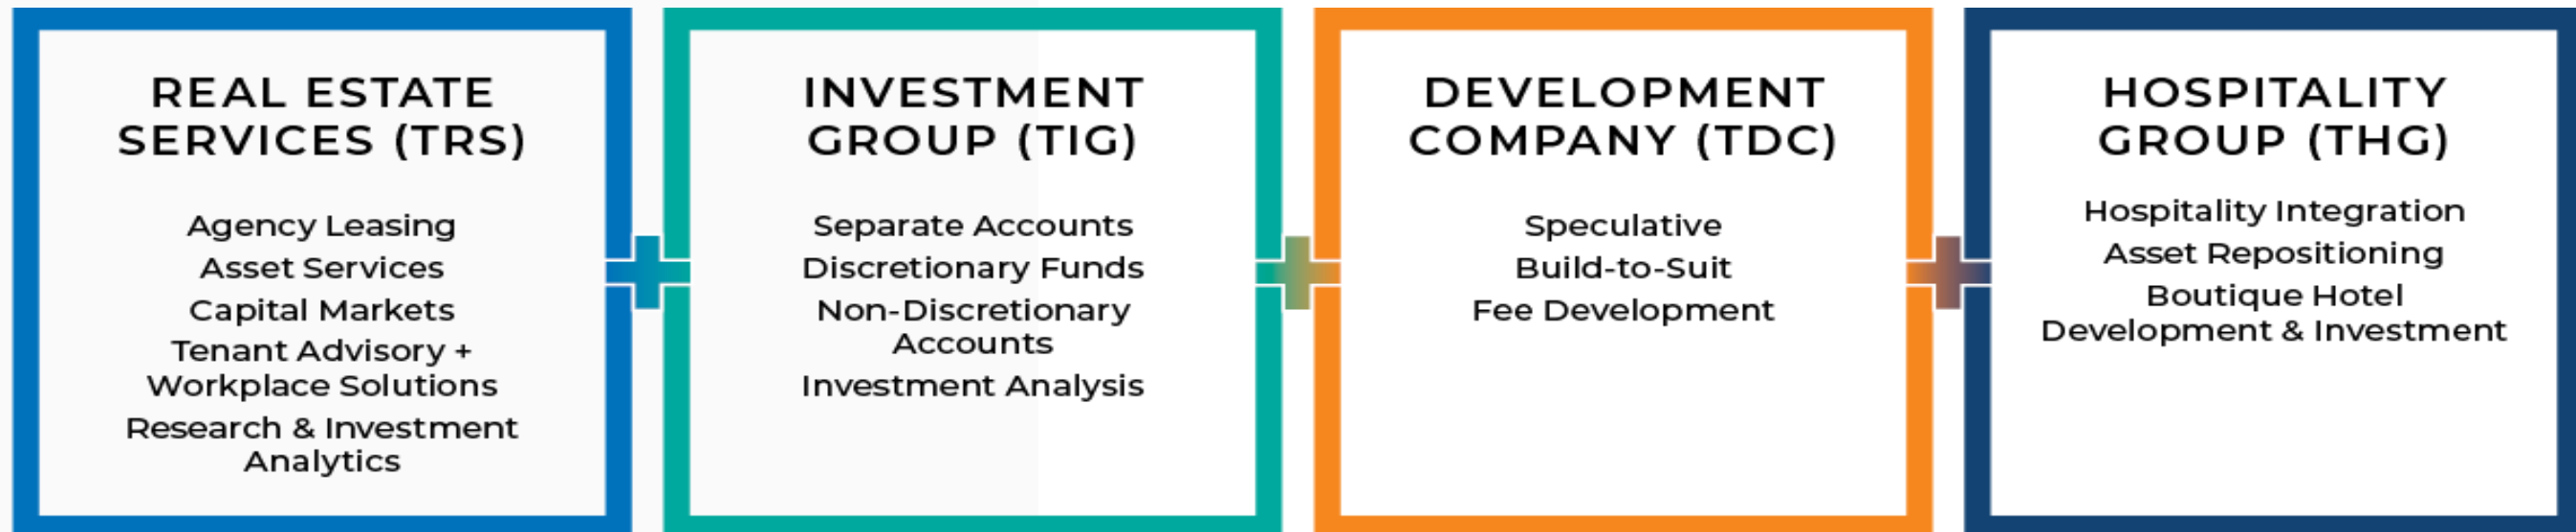 REAL ESTATE
SERVICES (TRS)
Agency Leasing
Asset Services
Capital Markets
Tenant Advisory +
Workplace Solutions
Research & Investment
Analytics
INVESTMENT
GROUP (TIG)
Separate Accounts
Discretionary Funds
Non-Discretionary
Accounts
Investment Analysis
DEVELOPMENT
COMPANY (TDC)
Speculative
Build-to-Suit
Fee Development
HOSPITALITY
GROUP (THG)
Hospitality Integration
Asset Repositioning
Boutique Hotel
Development & Investment